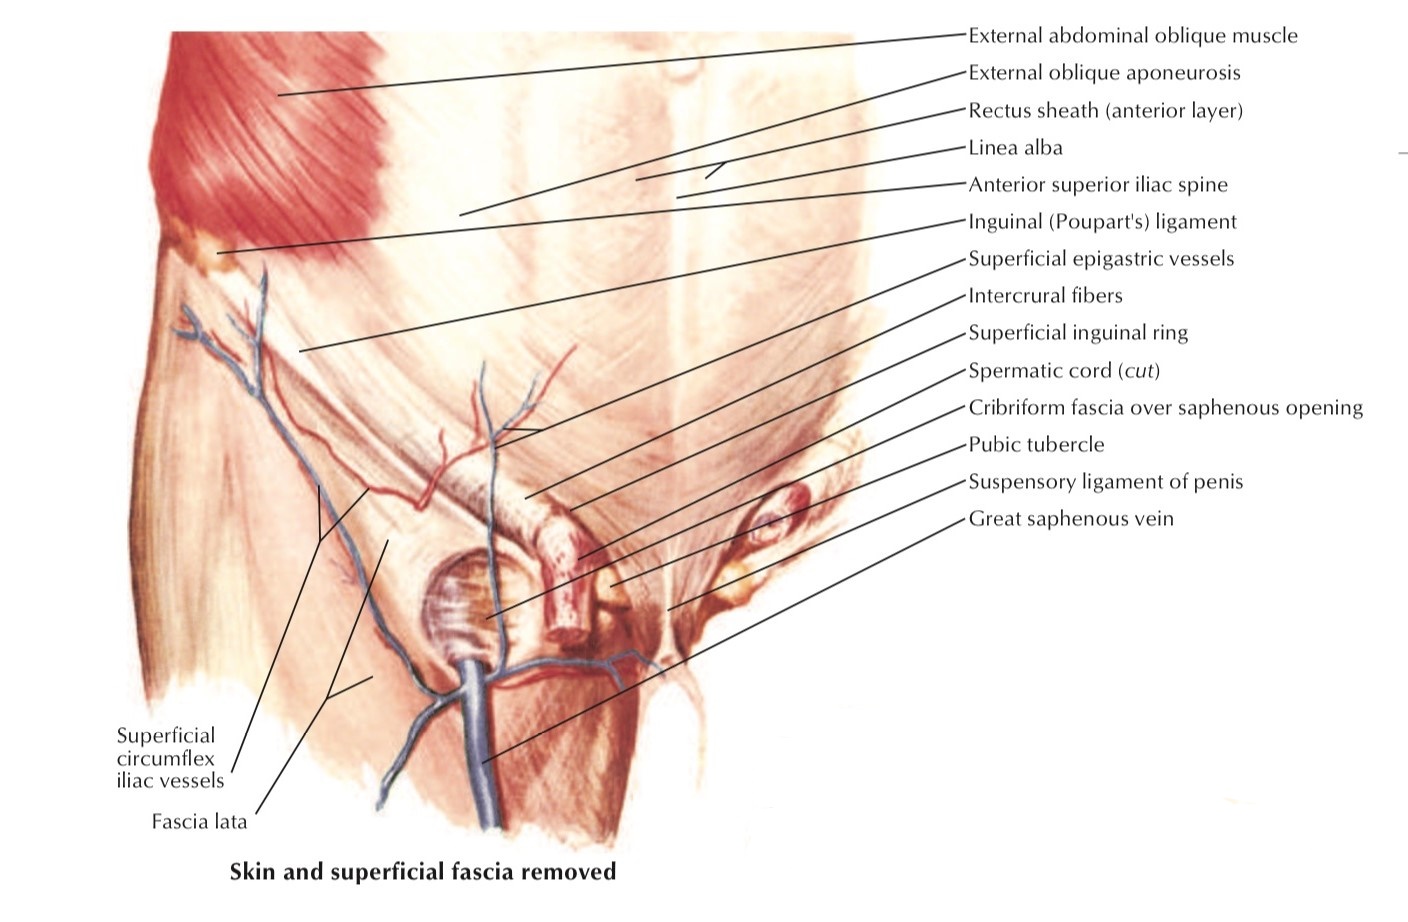 External abdominal oblique muscle
External oblique aponeurosis
Rectus sheath (anterior layer)
Linea alba
Anterior superior iliac spine
Inguinal (Poupart's) ligament
Superficial epigastric vessels
Intercrural fibers
Superficial inguinal ring
Spermatic cord (cut)
Cribriform fascia over saphenous opening
Pubic tubercle
Suspensory ligament of penis
Great saphenous vein
Superficial
circumflex
iliac vessels
Fascia lata
Skin and superficial fascia removed